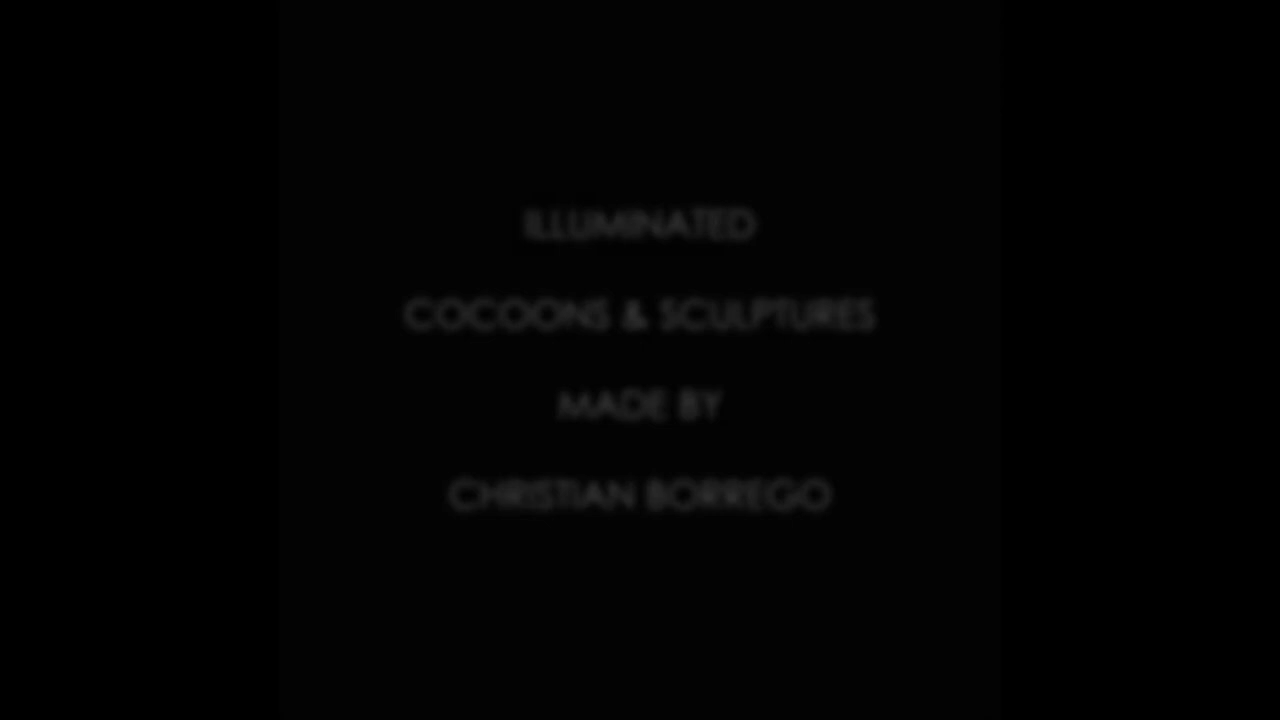 ILLUMINATED
COCOONS & SCULPTURES
MADE BY
CHRISTIAN BORREGO